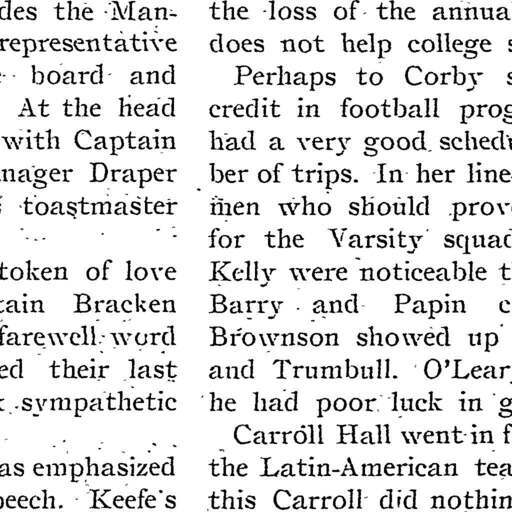 des the Man-
representative
board and
At the head
with Captain
nager Draper
toastmaster
token of love
tain Bracken
farewell word
ed their last
sympathetic
as emphasized
peech. Keefe's
the loss of the annua
does not help college s
Perhaps to Corby s
credit in football prog
had a very good sched
ber of trips. In her line
men who should prov
for the Varsity squad
Kelly were noticeable t
Barry and Papin c
Brownson showed up
and Trumbull. O'Lear
he had poor luck in g
Carroll Hall went in f
the Latin-American tea
this Carroll did nothin